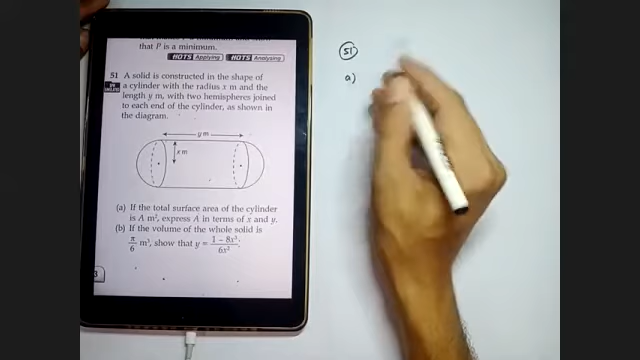 that P is a minimum.
HOTS Applying HOTS Analysing
51 A solid is constructed in the shape of
a cylinder with the radius x m and the
length y m, with two hemispheres joined
to each end of the cylinder, as shown in
the diagram.
y m
x m
(a) If the total surface area of the cylinder
is A m², express A in terms of x and y.
(b) If the volume of the whole solid is
π/6 m³, show that y = (1 − 8x³)/(6x²).
3
51
a)